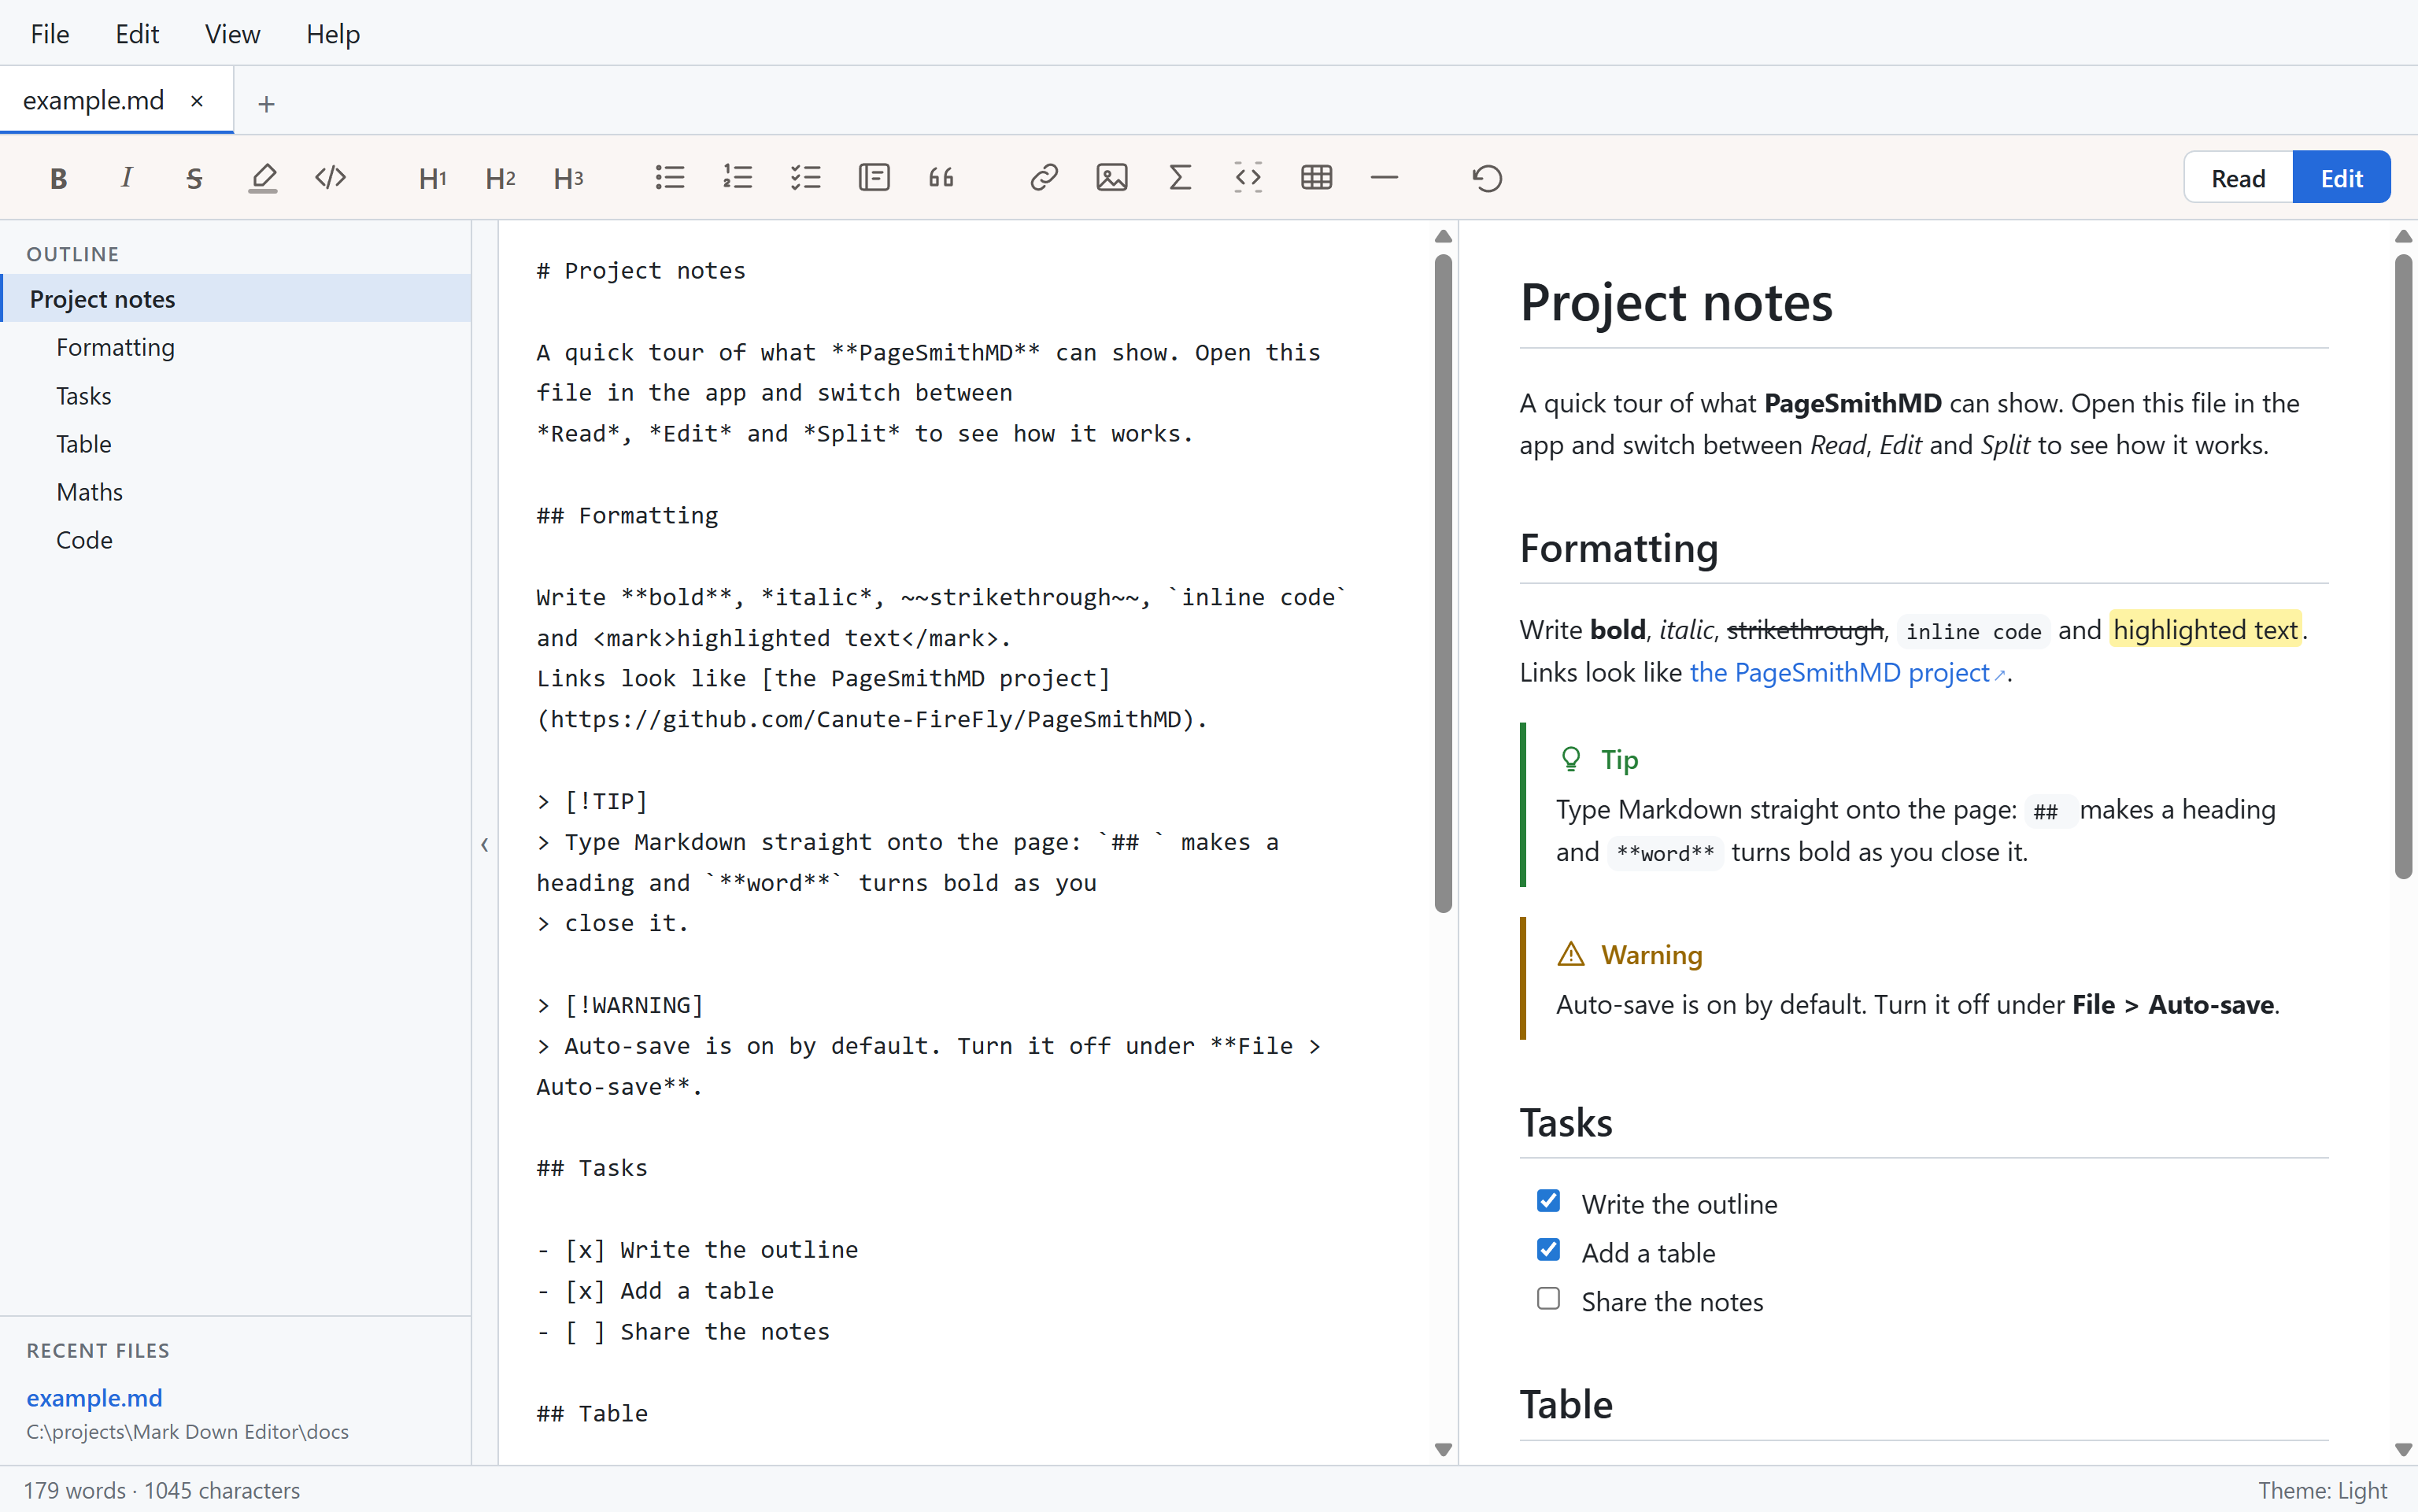 File Edit View Help
example.md × +
B I S </> H1 H2 H3
Read Edit
OUTLINE
Project notes
Formatting
Tasks
Table
Maths
Code
RECENT FILES
example.md
C:\projects\Mark Down Editor\docs
# Project notes
A quick tour of what **PageSmithMD** can show. Open this
file in the app and switch between
*Read*, *Edit* and *Split* to see how it works.
## Formatting
Write **bold**, *italic*, ~~strikethrough~~, `inline code`
and <mark>highlighted text</mark>.
Links look like [the PageSmithMD project]
(https://github.com/Canute-FireFly/PageSmithMD).
> [!TIP]
> Type Markdown straight onto the page: `## ` makes a
heading and `**word**` turns bold as you
> close it.
> [!WARNING]
> Auto-save is on by default. Turn it off under **File >
Auto-save**.
## Tasks
- [x] Write the outline
- [x] Add a table
- [ ] Share the notes
## Table
Project notes
A quick tour of what PageSmithMD can show. Open this file in the
app and switch between Read, Edit and Split to see how it works.
Formatting
Write bold, italic, strikethrough, inline code and highlighted text.
Links look like the PageSmithMD project↗.
Tip
Type Markdown straight onto the page: ## makes a heading
and **word** turns bold as you close it.
Warning
Auto-save is on by default. Turn it off under File > Auto-save.
Tasks
Write the outline
Add a table
Share the notes
Table
179 words · 1045 characters
Theme: Light